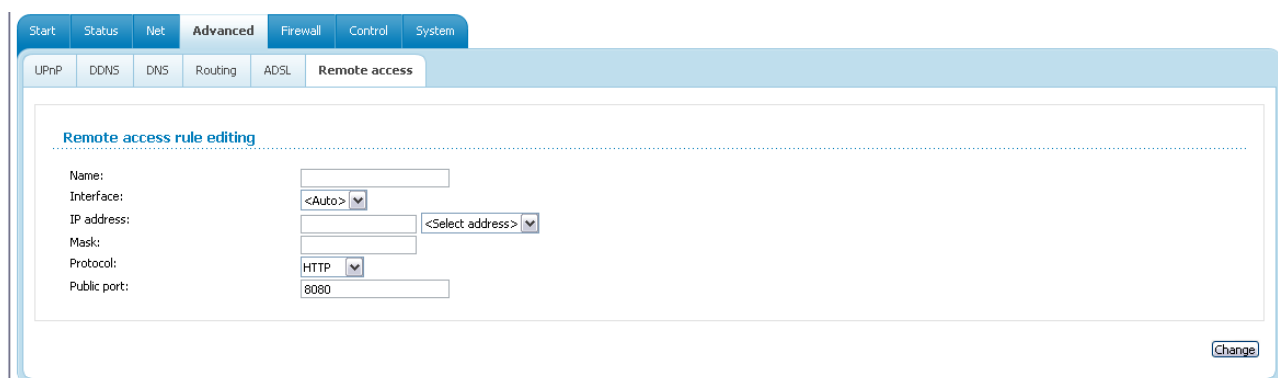 Start Status Net Advanced Firewall Control System
UPnP DDNS DNS Routing ADSL Remote access
Remote access rule editing
Name:
Interface: <Auto>
IP address: <Select address>
Mask:
Protocol: HTTP
Public port: 8080
Change